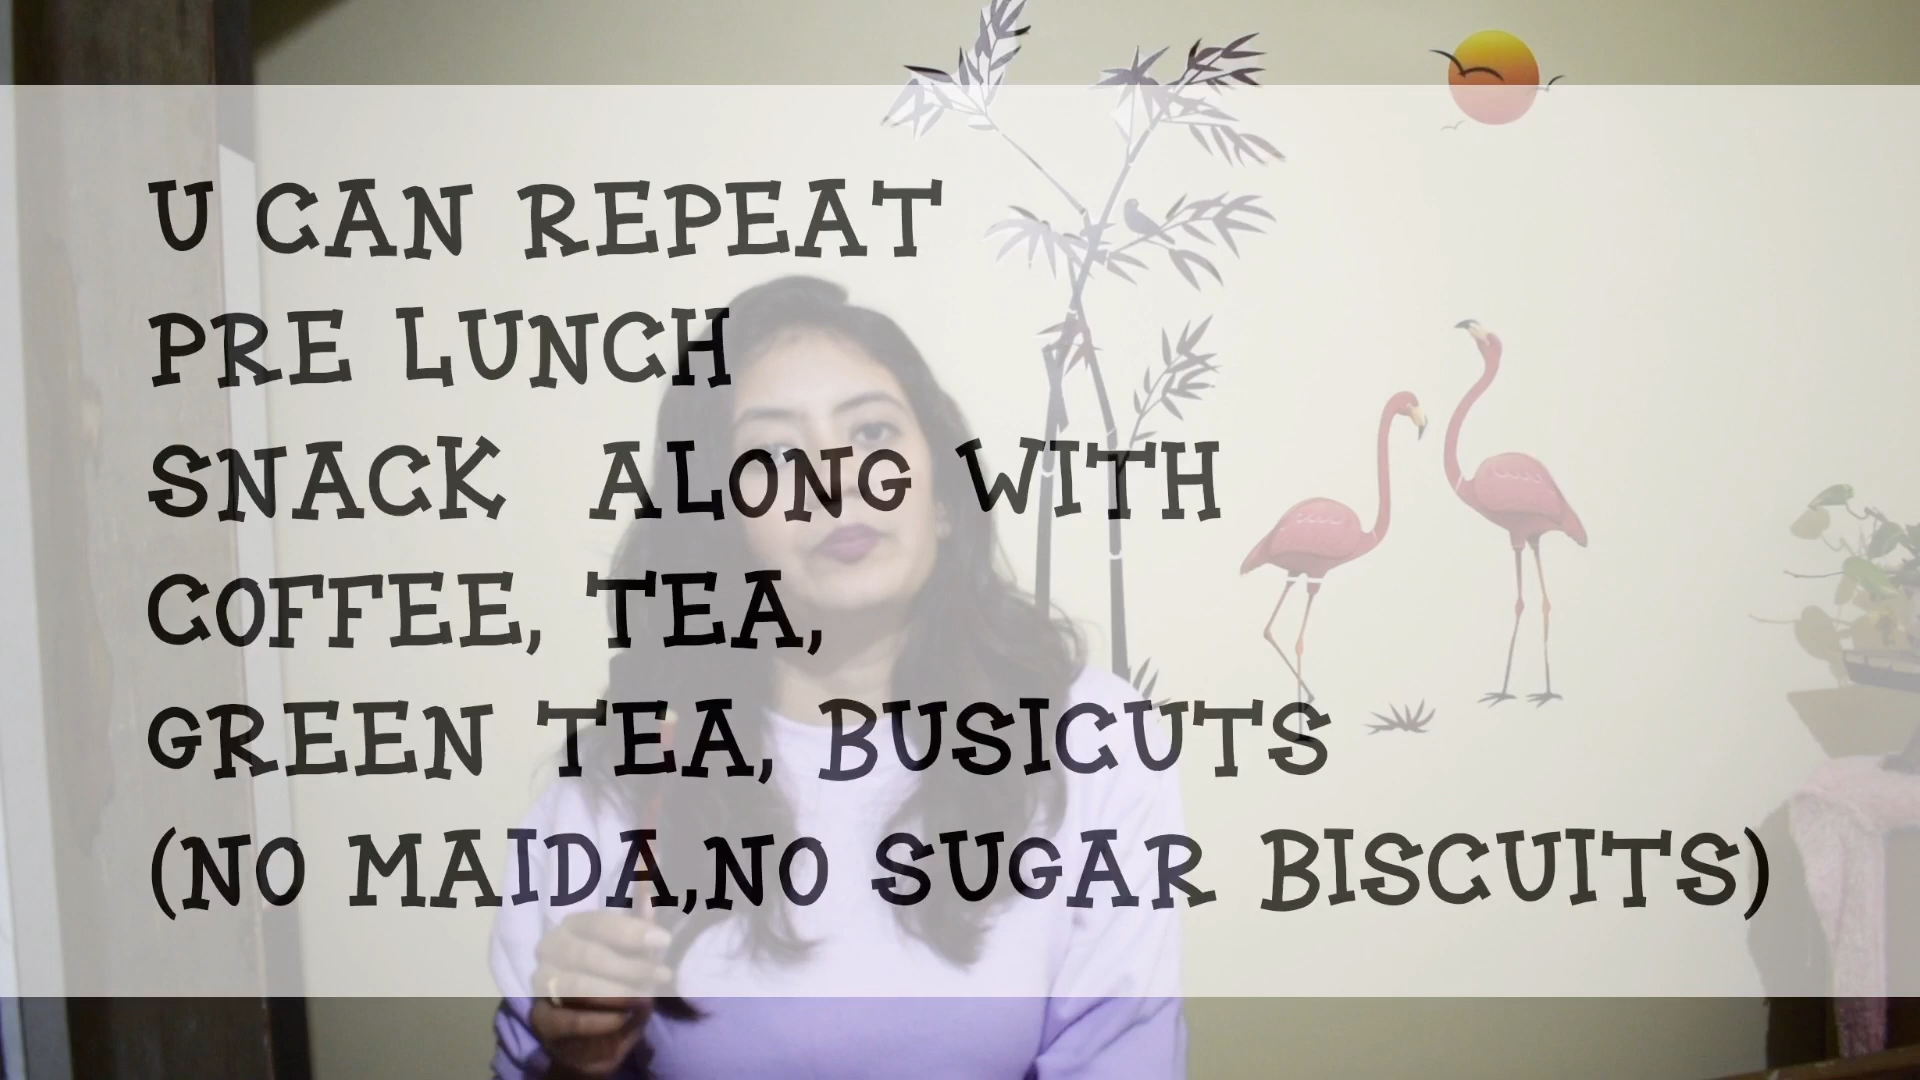 U CAN REPEAT
PRE LUNCH
SNACK ALONG WITH
COFFEE, TEA,
GREEN TEA, BUSICUTS
(NO MAIDA,NO SUGAR BISCUITS)